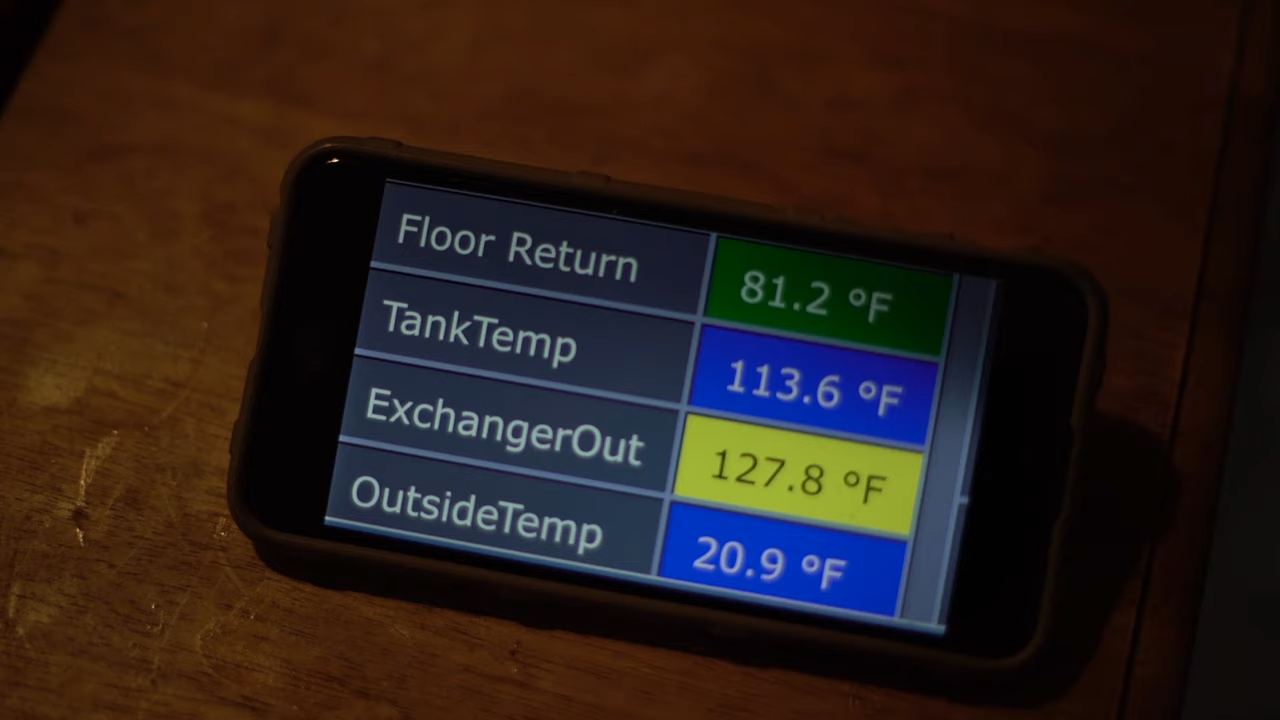 Floor Return 81.2 °F
TankTemp 113.6 °F
ExchangerOut 127.8 °F
OutsideTemp 20.9 °F